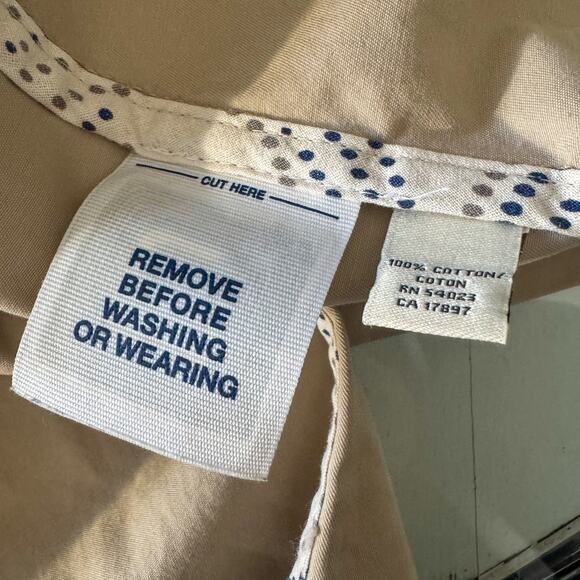 CUT HERE
REMOVE
BEFORE
WASHING
OR WEARING
100% COTTON/
COTON
RN 54023
CA 17897